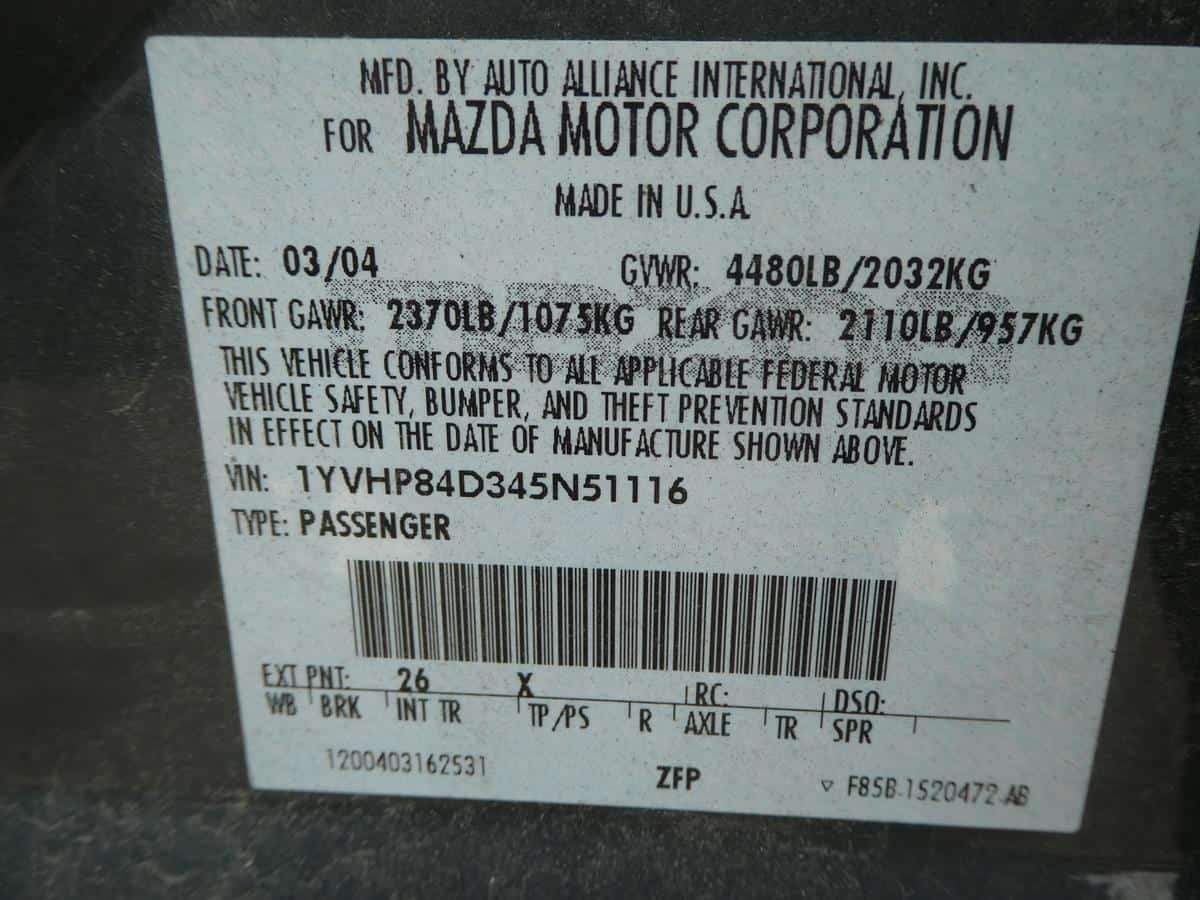 MFD. BY AUTO ALLIANCE INTERNATIONAL, INC.
FOR MAZDA MOTOR CORPORATION
MADE IN U.S.A.
DATE: 03/04 GVWR: 4480LB/2032KG
FRONT GAWR: 2370LB/1075KG REAR GAWR: 2110LB/957KG
THIS VEHICLE CONFORMS TO ALL APPLICABLE FEDERAL MOTOR
VEHICLE SAFETY, BUMPER, AND THEFT PREVENTION STANDARDS
IN EFFECT ON THE DATE OF MANUFACTURE SHOWN ABOVE.
VIN: 1YVHP84D345N51116
TYPE: PASSENGER
EXT PNT: 26 X RC: DSO:
WB BRK INT TR TP/PS R AXLE TR SPR
1200403162531 ZFP ▽ F85B-1520472-AB